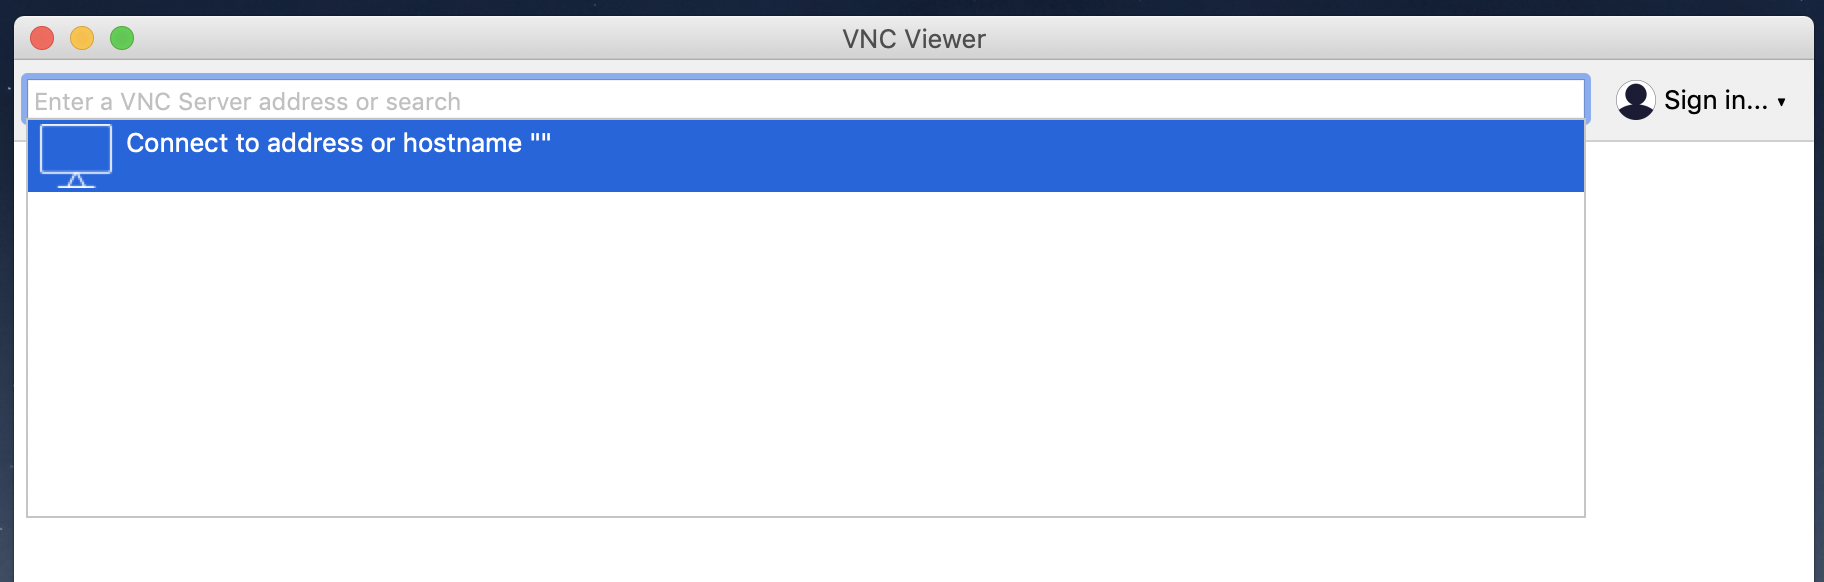 VNC Viewer
Enter a VNC Server address or search
Sign in... ▾
Connect to address or hostname ""